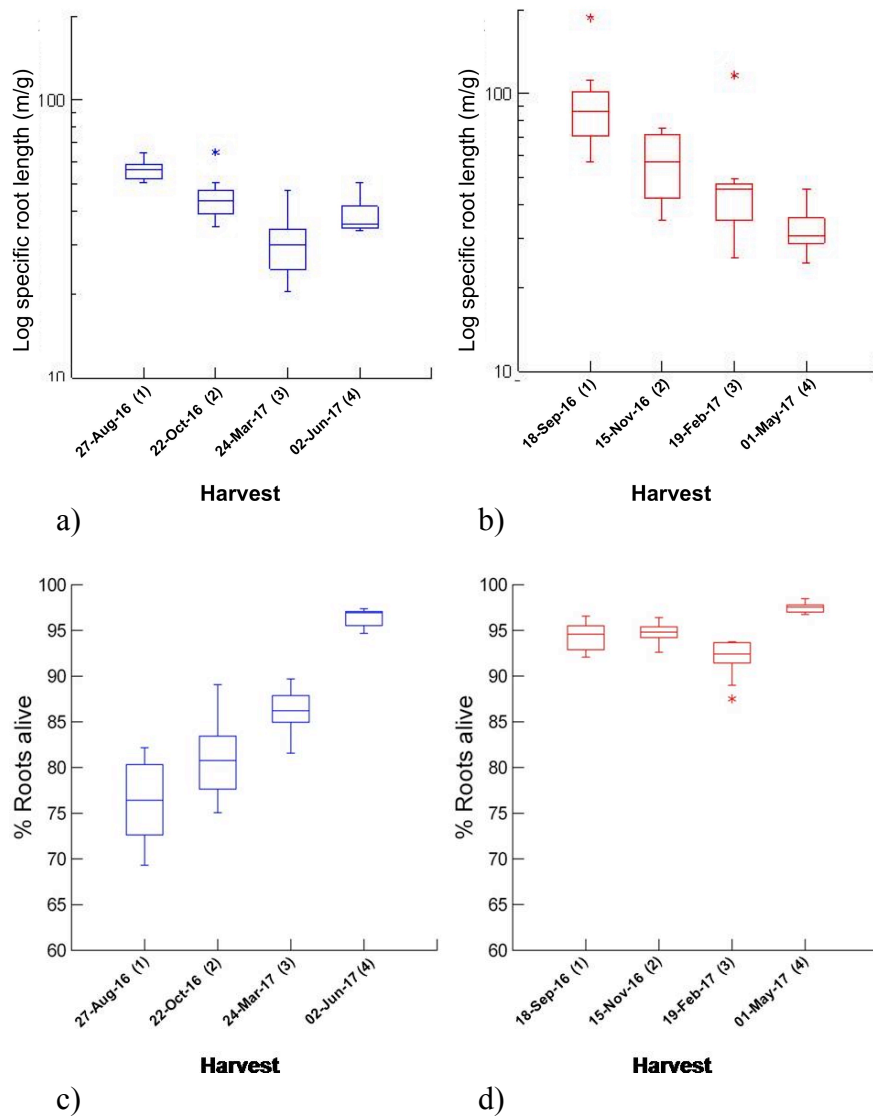 Log specific root length (m/g)
100
10
27-Aug-16 (1)
22-Oct-16 (2)
24-Mar-17 (3)
02-Jun-17 (4)
Harvest
a)
Log specific root length (m/g)
100
10
18-Sep-16 (1)
15-Nov-16 (2)
19-Feb-17 (3)
01-May-17 (4)
Harvest
b)
% Roots alive
100
95
90
85
80
75
70
65
60
27-Aug-16 (1)
22-Oct-16 (2)
24-Mar-17 (3)
02-Jun-17 (4)
Harvest
c)
% Roots alive
100
95
90
85
80
75
70
65
60
18-Sep-16 (1)
15-Nov-16 (2)
19-Feb-17 (3)
01-May-17 (4)
Harvest
d)